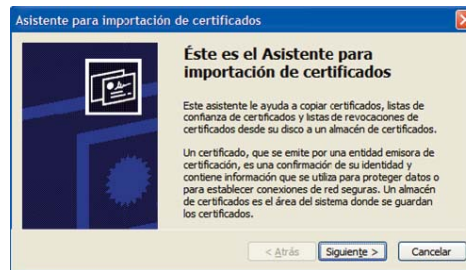 Asistente para importación de certificados
Éste es el Asistente para
importación de certificados
Este asistente le ayuda a copiar certificados, listas de
confianza de certificados y listas de revocaciones de
certificados desde su disco a un almacén de certificados.
Un certificado, que se emite por una entidad emisora de
certificación, es una confirmación de su identidad y
contiene información que se utiliza para proteger datos o
para establecer conexiones de red seguras. Un almacén
de certificados es el área del sistema donde se guardan
los certificados.
< Atrás Siguiente > Cancelar